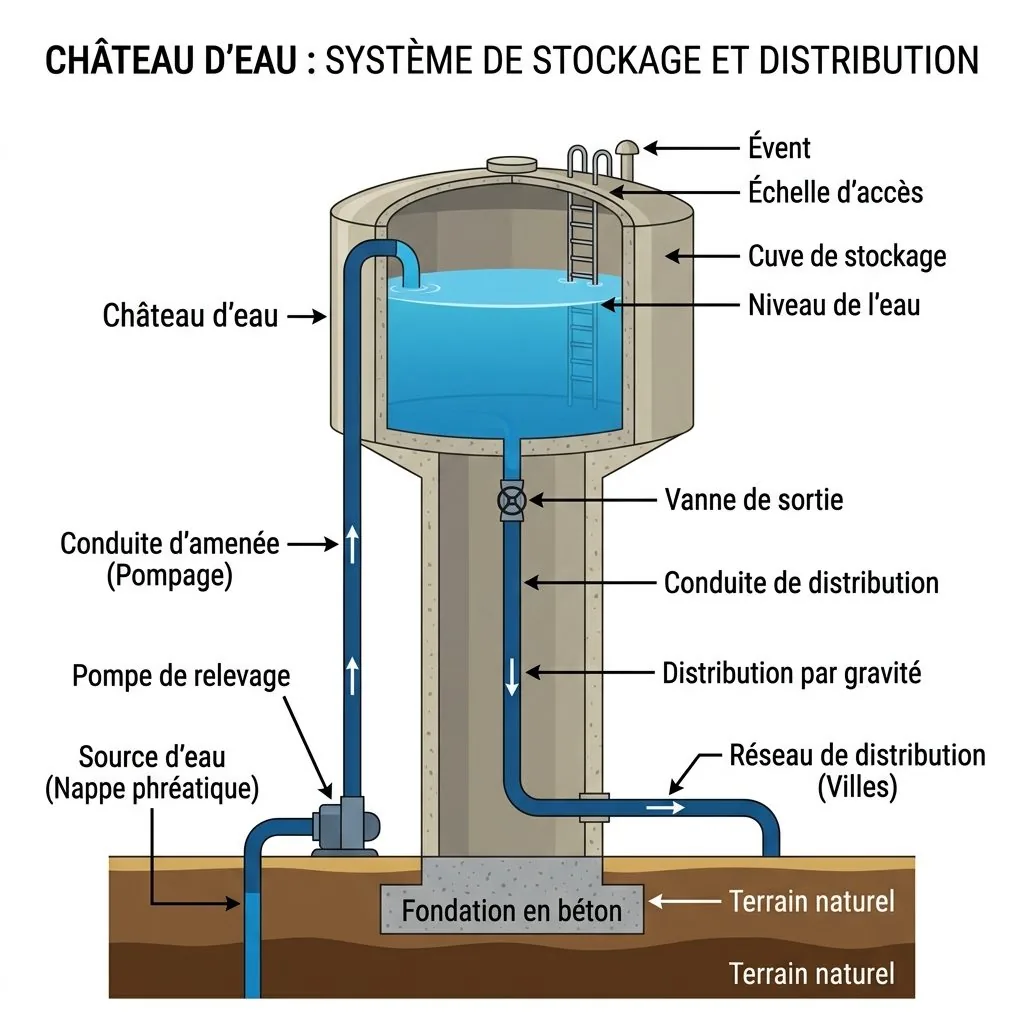 CHÂTEAU D'EAU : SYSTÈME DE STOCKAGE ET DISTRIBUTION
Évent
Échelle d'accès
Cuve de stockage
Niveau de l'eau
Château d'eau
Vanne de sortie
Conduite d'amenée
(Pompage)
Conduite de distribution
Pompe de relevage
Distribution par gravité
Source d'eau
(Nappe phréatique)
Réseau de distribution
(Villes)
Fondation en béton
Terrain naturel
Terrain naturel